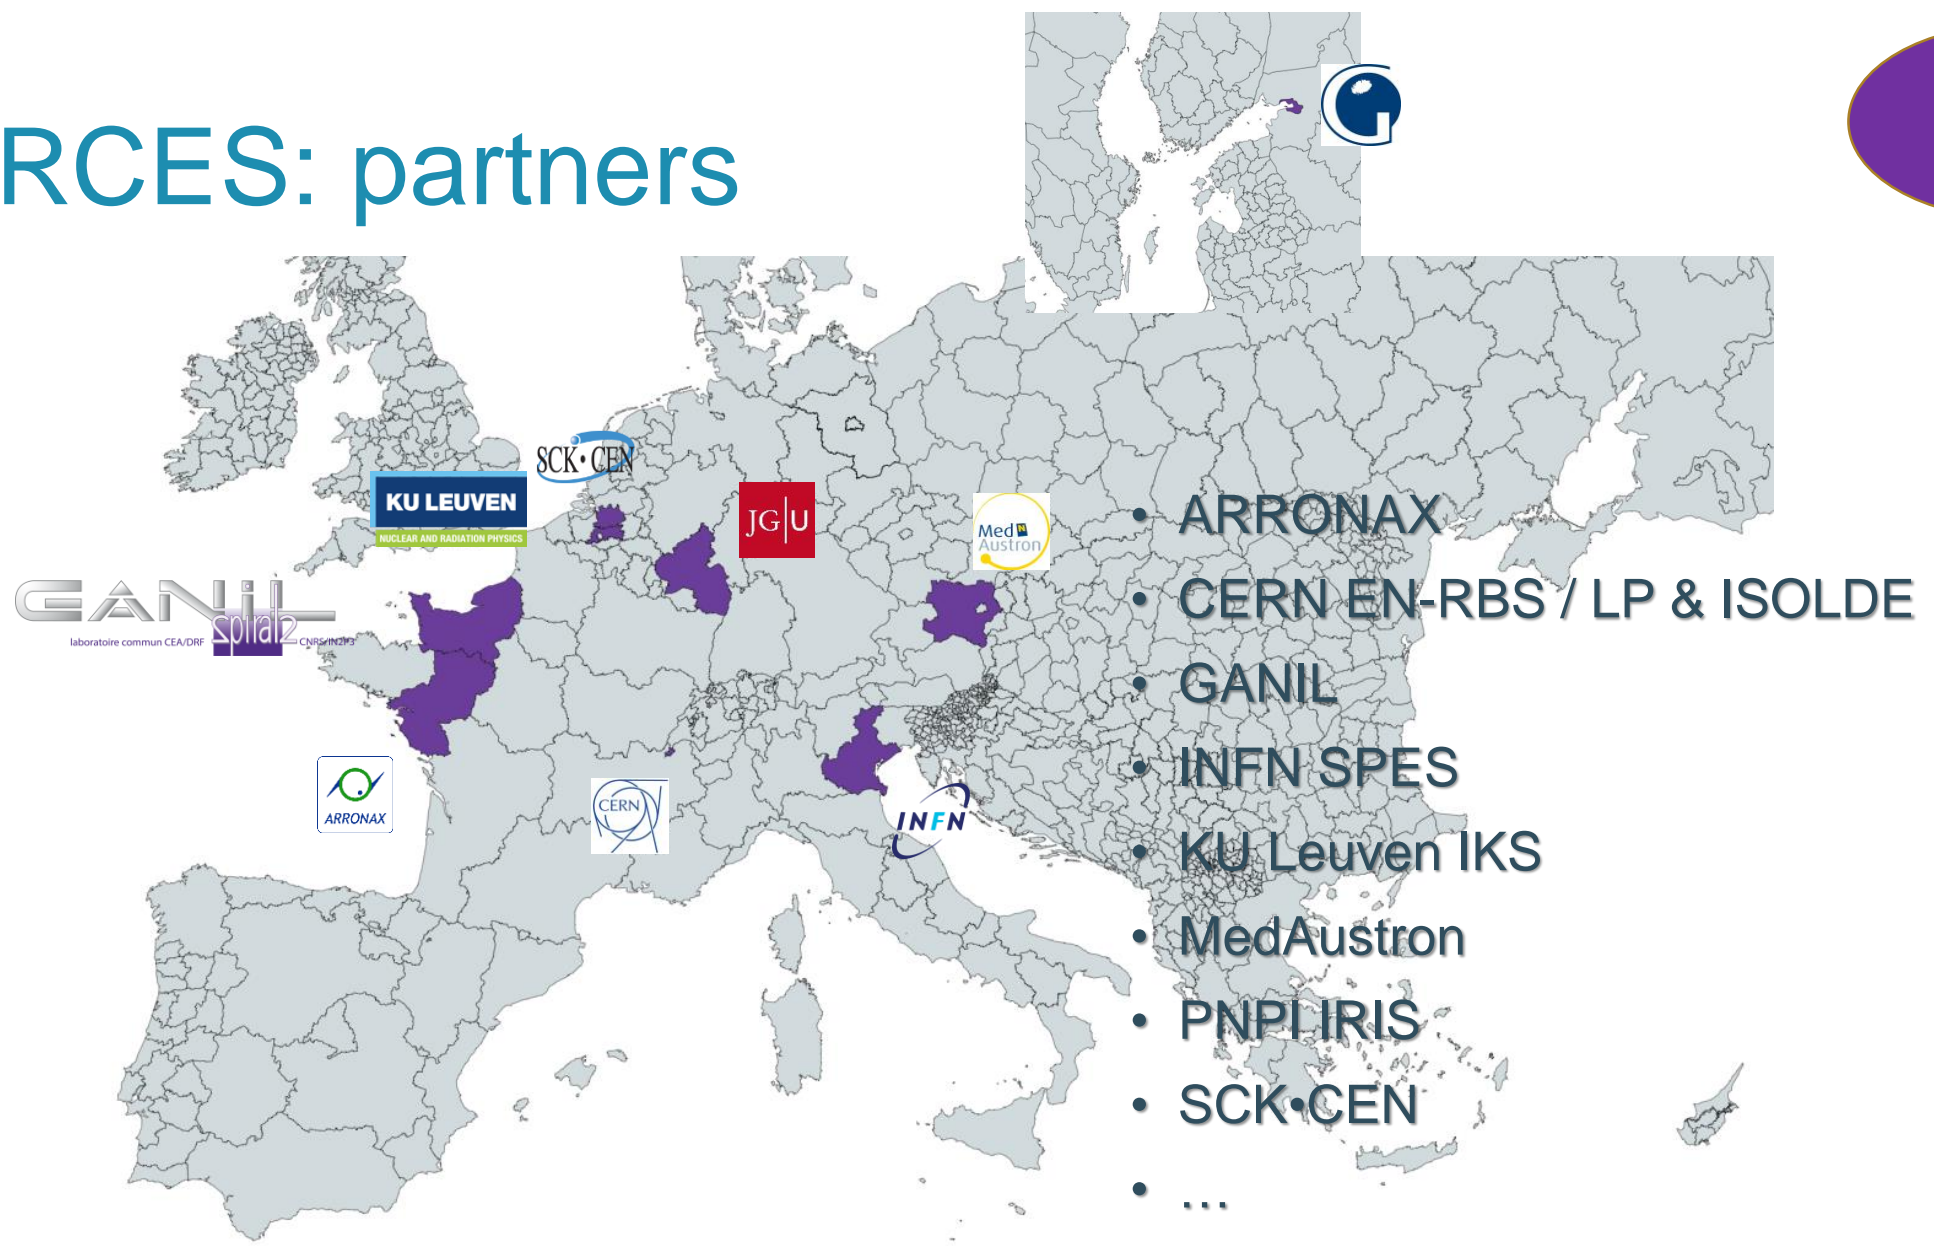 RCES: partners
SCK•CEN
KU LEUVEN
NUCLEAR AND RADIATION PHYSICS
JG|U
Med N
Austron
GANIL
spiral2
laboratoire commun CEA/DRF
CNRS/IN2P3
ARRONAX
CERN
INFN
G
• ARRONAX
• CERN EN-RBS / LP & ISOLDE
• GANIL
• INFN SPES
• KU Leuven IKS
• MedAustron
• PNPI IRIS
• SCK•CEN
• ...